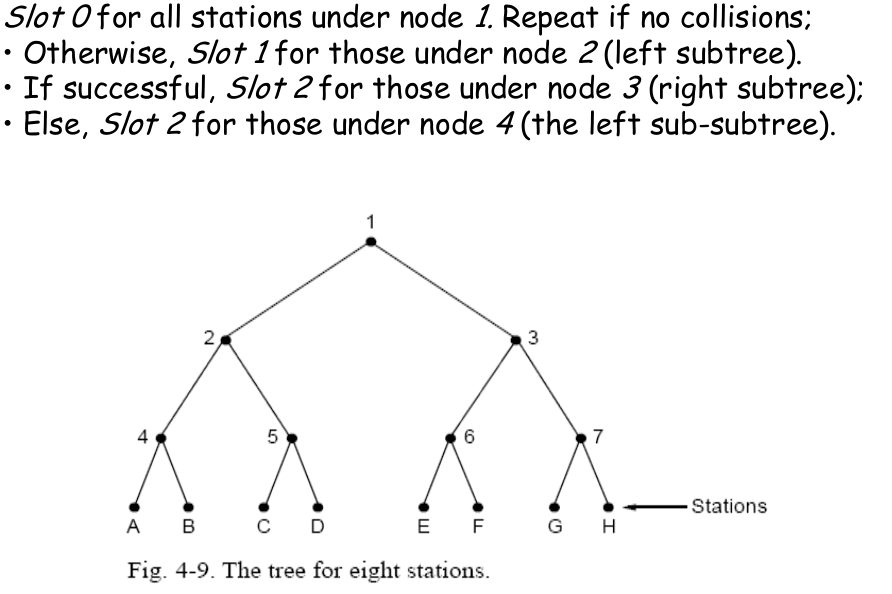 Slot 0 for all stations under node 1. Repeat if no collisions;
• Otherwise, Slot 1 for those under node 2 (left subtree).
• If successful, Slot 2 for those under node 3 (right subtree);
• Else, Slot 2 for those under node 4 (the left sub-subtree).
1
2 3
4 5 6 7
A B C D E F G H Stations
Fig. 4-9. The tree for eight stations.